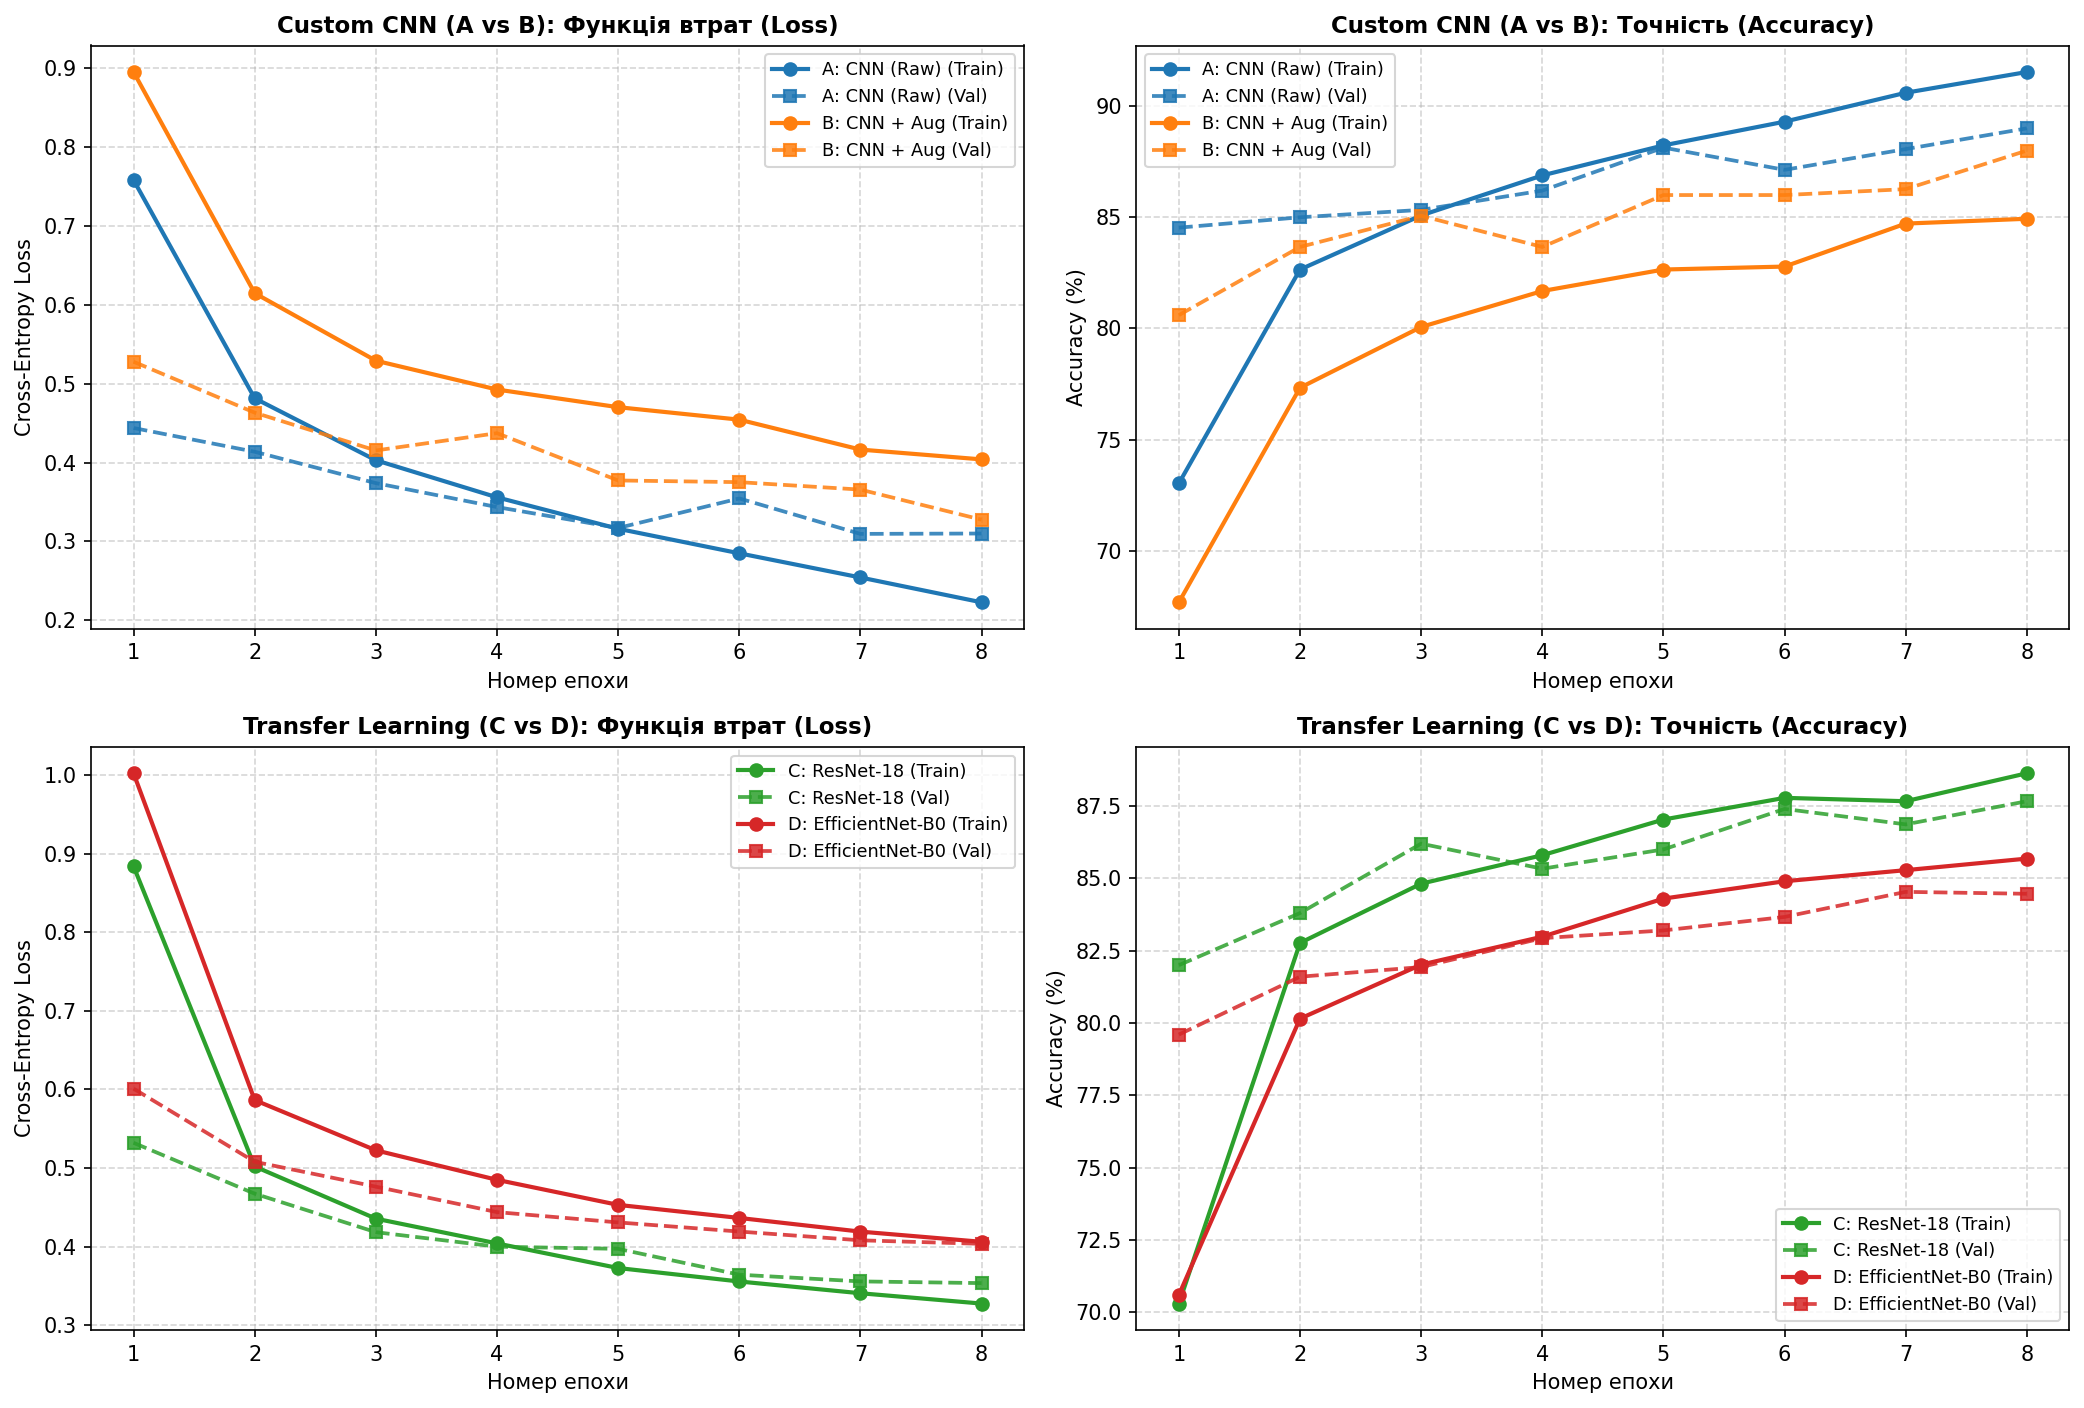 Custom CNN (A vs B): Функція втрат (Loss)
Cross-Entropy Loss
0.9
0.8
0.7
0.6
0.5
0.4
0.3
0.2
A: CNN (Raw) (Train)
A: CNN (Raw) (Val)
B: CNN + Aug (Train)
B: CNN + Aug (Val)
1 2 3 4 5 6 7 8
Номер епохи
Custom CNN (A vs B): Точність (Accuracy)
Accuracy (%)
90
85
80
75
70
A: CNN (Raw) (Train)
A: CNN (Raw) (Val)
B: CNN + Aug (Train)
B: CNN + Aug (Val)
1 2 3 4 5 6 7 8
Номер епохи
Transfer Learning (C vs D): Функція втрат (Loss)
Cross-Entropy Loss
1.0
0.9
0.8
0.7
0.6
0.5
0.4
0.3
C: ResNet-18 (Train)
C: ResNet-18 (Val)
D: EfficientNet-B0 (Train)
D: EfficientNet-B0 (Val)
1 2 3 4 5 6 7 8
Номер епохи
Transfer Learning (C vs D): Точність (Accuracy)
Accuracy (%)
87.5
85.0
82.5
80.0
77.5
75.0
72.5
70.0
C: ResNet-18 (Train)
C: ResNet-18 (Val)
D: EfficientNet-B0 (Train)
D: EfficientNet-B0 (Val)
1 2 3 4 5 6 7 8
Номер епохи